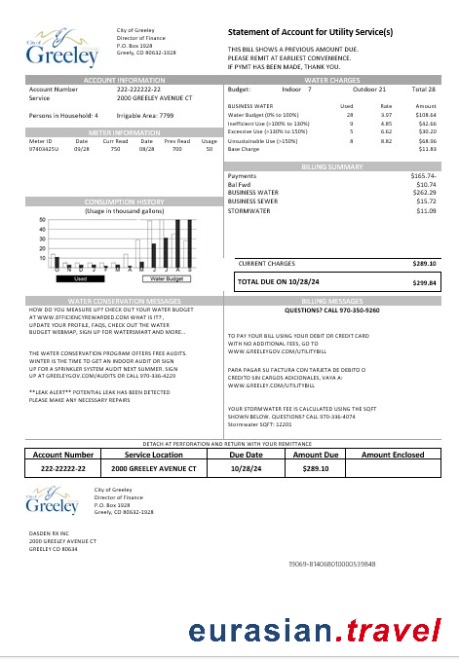 City of
Greeley
City of Greeley
Director of Finance
P.O. Box 1928
Greely, CO 80632-1928
Statement of Account for Utility Service(s)
THIS BILL SHOWS A PREVIOUS AMOUNT DUE.
PLEASE REMIT AT EARLIEST CONVENIENCE.
IF PYMT HAS BEEN MADE, THANK YOU.
ACCOUNT INFORMATION
Account Number 222-222222-22
Service 2000 GREELEY AVENUE CT
Persons in Household: 4 Irrigable Area: 7799
METER INFORMATION
Meter ID Date Curr Read Date Prev Read Usage
97403425U 09/28 750 08/28 700 50
WATER CHARGES
Budget: Indoor 7 Outdoor 21 Total 28
BUSINESS WATER Used Rate Amount
Water Budget (0% to 100%) 28 3.97 $108.64
Inefficient Use (>100% to 130%) 9 4.85 $42.66
Excessive Use (>130% to 150%) 5 6.62 $30.20
Unsustainable Use (>150%) 8 8.82 $68.96
Base Charge $11.83
BILLING SUMMARY
Payments $165.74-
Bal Fwd $10.74
BUSINESS WATER $262.29
BUSINESS SEWER $15.72
STORMWATER $11.09
CONSUMPTION HISTORY
(Usage in thousand gallons)
50
40
30
20
10
Used Water Budget
CURRENT CHARGES $289.10
TOTAL DUE ON 10/28/24 $299.84
WATER CONSERVATION MESSAGES
HOW DO YOU MEASURE UP? CHECK OUT YOUR WATER BUDGET
AT WWW.EFFICIENCYREWARDED.COM! WHAT IS IT?,
UPDATE YOUR PROFILE, FAQS, CHECK OUT THE WATER
BUDGET WEBMAP, SIGN UP FOR WATERSMART AND MORE..
THE WATER CONSERVATION PROGRAM OFFERS FREE AUDITS.
WINTER IS THE TIME TO GET AN INDOOR AUDIT OR SIGN
UP FOR A SPRINKLER SYSTEM AUDIT NEXT SUMMER. SIGN
UP AT GREELEYGOV.COM/AUDITS OR CALL 970-336-4229
**LEAK ALERT** POTENTIAL LEAK HAS BEEN DETECTED
PLEASE MAKE ANY NECESSARY REPAIRS
BILLING MESSAGES
QUESTIONS? CALL 970-350-9260
TO PAY YOUR BILL USING YOUR DEBIT OR CREDIT CARD
WITH NO ADDITIONAL FEES, GO TO
WWW.GREELEYGOV.COM/UTILITYBILL
PARA PAGAR SU FACTURA CON TARJETA DE DEBITO O
CREDITO SIN CARGOS ADICIONALES, VAYA A:
WWW.GREELEY.COM/UTILITYBILL
YOUR STORMWATER FEE IS CALCULATED USING THE SQFT
SHOWN BELOW. QUESTIONS? CALL 970-336-4074
Stormwater SQFT: 12201
DETACH AT PERFORATION AND RETURN WITH YOUR REMITTANCE
Account Number Service Location Due Date Amount Due Amount Enclosed
222-22222-22 2000 GREELEY AVENUE CT 10/28/24 $289.10
City of
Greeley
City of Greeley
Director of Finance
P.O. Box 1928
Greely, CO 80632-1928
DASDEN RX INC
2000 GREELEY AVENUE CT
GREELEY CO 80634
19069-814068010000539848
eurasian.travel